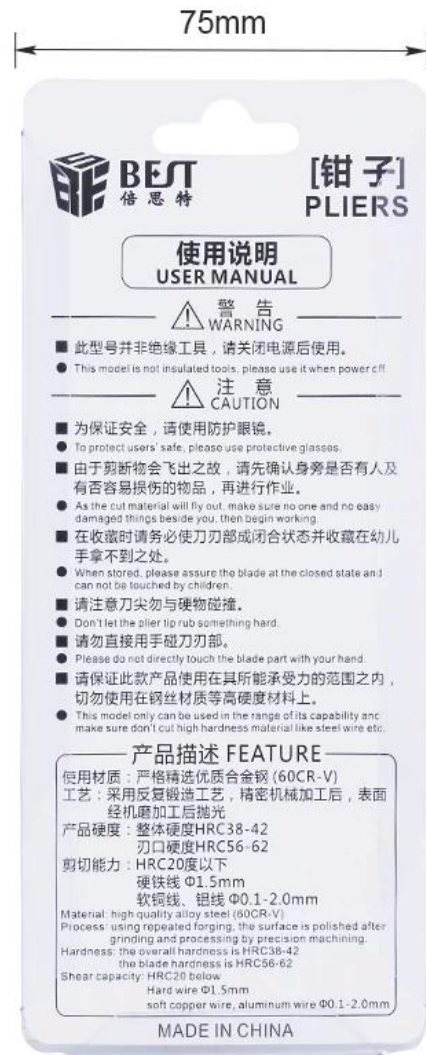 75mm
BEST
倍思特
[钳子]
PLIERS
使用说明
USER MANUAL
警 告
WARNING
■ 此型号并非绝缘工具，请关闭电源后使用。
● This model is not insulated tools, please use it when power off.
注 意
CAUTION
■ 为保证安全，请使用防护眼镜。
● To protect users' safe, please use protective glasses.
■ 由于剪断物会飞出之故，请先确认身旁是否有人及
有否容易损伤的物品，再进行作业。
● As the cut material will fly out, make sure no one and no easy
damaged things beside you, then begin working.
■ 在收藏时请务必使刀刃部成闭合状态并收藏在幼儿
手拿不到之处。
● When stored, please assure the blade at the closed state and
can not be touched by children.
■ 请注意刀尖勿与硬物碰撞。
● Don't let the plier tip rub something hard.
■ 请勿直接用手碰刀刃部。
● Please do not directly touch the blade part with your hand.
■ 请保证此款产品使用在其所能承受力的范围之内，
切勿使用在钢丝材质等高硬度材料上。
● This model only can be used in the range of its capability and
make sure don't cut high hardness material like steel wire etc.
产品描述 FEATURE
使用材质：严格精选优质合金钢 (60CR-V)
工艺：采用反复锻造工艺，精密机械加工后，表面
经机磨加工后抛光
产品硬度：整体硬度HRC38-42
刃口硬度HRC56-62
剪切能力：HRC20度以下
硬铁线 Φ1.5mm
软铜线、铝线 Φ0.1-2.0mm
Material: high quality alloy steel (60CR-V)
Process: using repeated forging, the surface is polished after
grinding and processing by precision machining.
Hardness: the overall hardness is HRC38-42
the blade hardness is HRC56-62
Shear capacity: HRC20 below
Hard wire Φ1.5mm
soft copper wire, aluminum wire Φ0.1-2.0mm
MADE IN CHINA